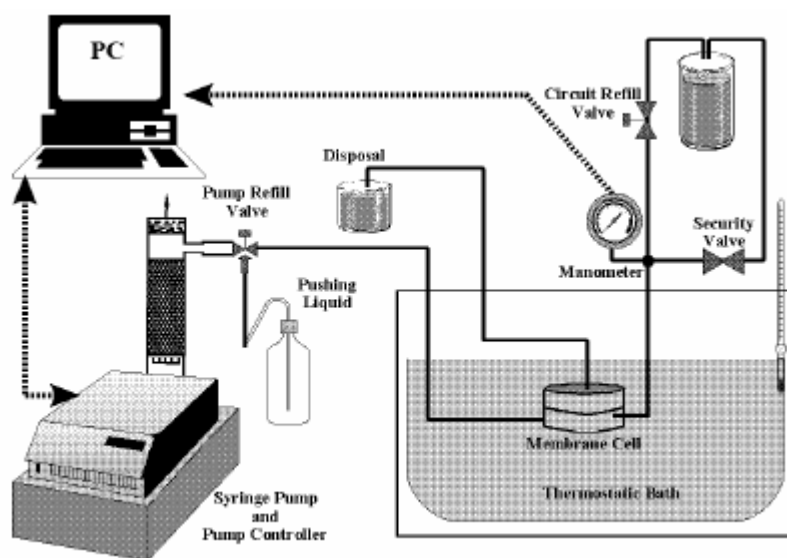 PC
Circuit Refill
Valve
Disposal
Pump Refill
Valve
Security
Valve
Pushing
Liquid
Manometer
Membrane Cell
Thermostatic Bath
Syringe Pump
and
Pump Controller